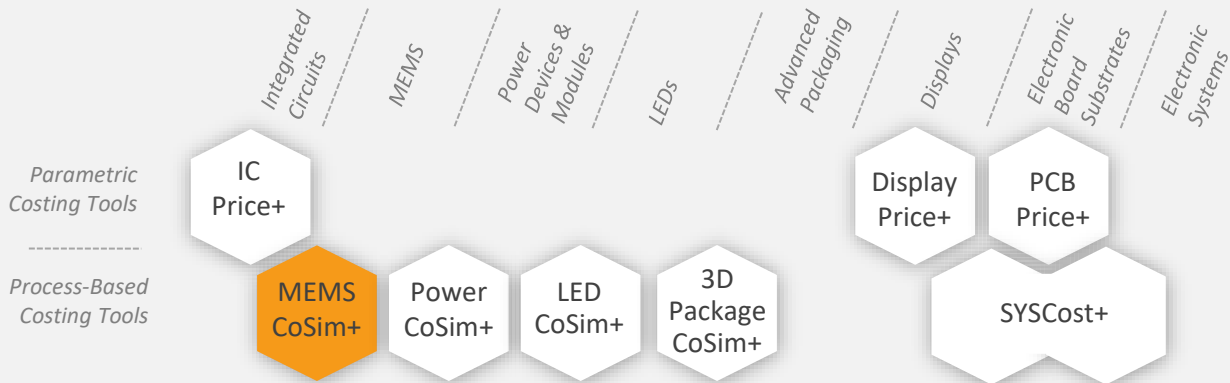 Integrated
Circuits
MEMS
Power
Devices &
Modules
LEDs
Advanced
Packaging
Displays
Electronic
Board
Substrates
Electronic
Systems
Parametric
Costing Tools
IC
Price+
Display
Price+
PCB
Price+
Process-Based
Costing Tools
MEMS
CoSim+
Power
CoSim+
LED
CoSim+
3D
Package
CoSim+
SYSCost+